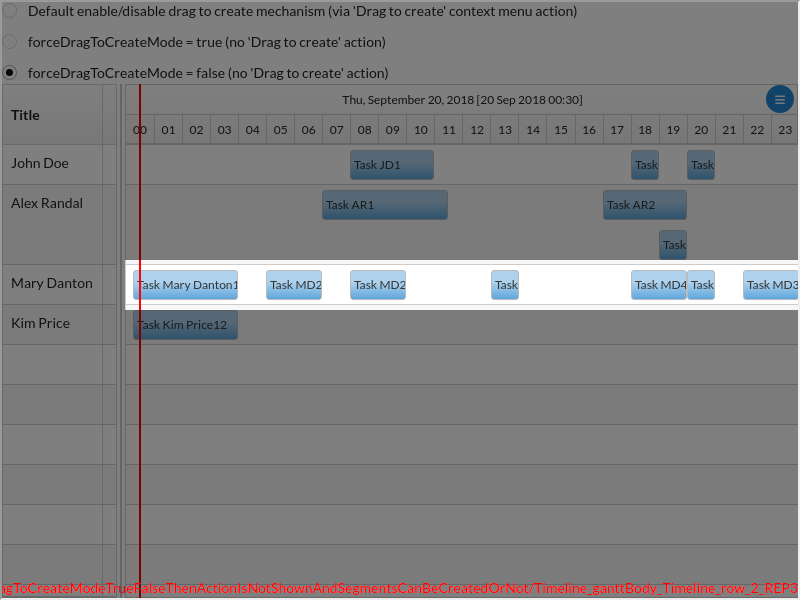 Default enable/disable drag to create mechanism (via 'Drag to create' context menu action)
forceDragToCreateMode = true (no 'Drag to create' action)
forceDragToCreateMode = false (no 'Drag to create' action)
Title
Thu, September 20, 2018 [20 Sep 2018 00:30]
00 01 02 03 04 05 06 07 08 09 10 11 12 13 14 15 16 17 18 19 20 21 22 23
John Doe
Task JD1 Task Task
Alex Randal
Task AR1 Task AR2
Task
Mary Danton
Task Mary Danton1 Task MD2 Task MD2 Task Task MD4 Task Task MD3
Kim Price
Task Kim Price12
agToCreateModeTrueFalseThenActionIsNotShownAndSegmentsCanBeCreatedOrNot/Timeline_ganttBody_Timeline_row_2_REP3